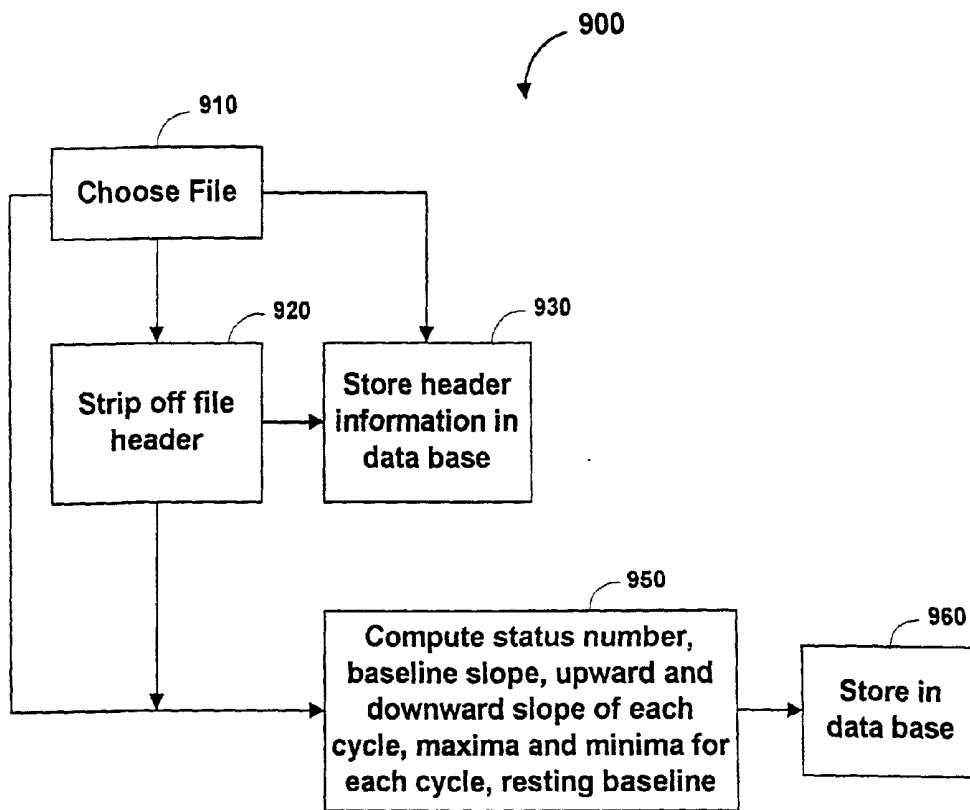 900
910
Choose File
920
930
Strip off file
header
Store header
information in
data base
950
960
Compute status number,
baseline slope, upward and
downward slope of each
cycle, maxima and minima for
each cycle, resting baseline
Store in
data base